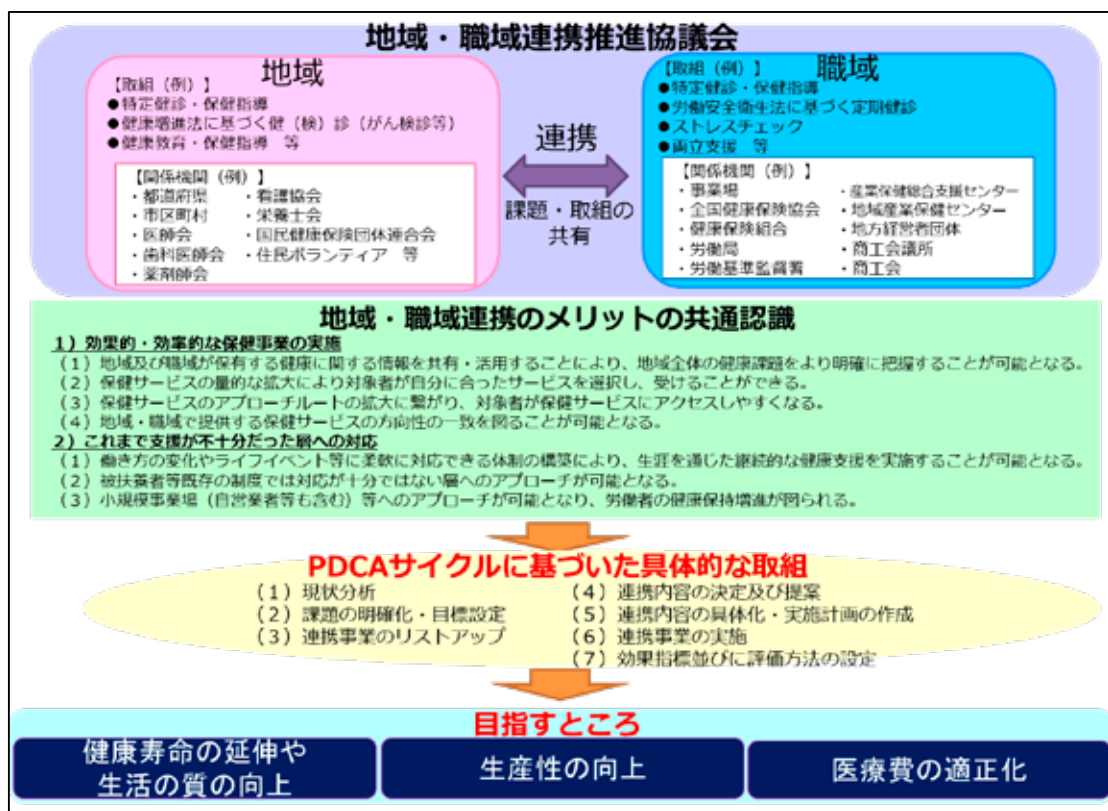 地域・職域連携推進協議会
地域
【取組（例）】
●特定健診・保健指導
●健康増進法に基づく健（検）診（がん検診等）
●健康教育・保健指導　等
【関係機関（例）】
・都道府県　・看護協会
・市区町村　・栄養士会
・医師会　・国民健康保険団体連合会
・歯科医師会　・住民ボランティア　等
・薬剤師会
連携
課題・取組の
共有
職域
【取組（例）】
●特定健診・保健指導
●労働安全衛生法に基づく定期健診
●ストレスチェック
●両立支援　等
【関係機関（例）】
・事業場　・産業保健総合支援センター
・全国健康保険協会　・地域産業保健センター
・健康保険組合　・地方経営者団体
・労働局　・商工会議所
・労働基準監督署　・商工会
地域・職域連携のメリットの共通認識
１）効果的・効率的な保健事業の実施
（１）地域及び職域が保有する健康に関する情報を共有・活用することにより、地域全体の健康課題をより明確に把握することが可能となる。
（２）保健サービスの量的な拡大により対象者が自分に合ったサービスを選択し、受けることができる。
（３）保健サービスのアプローチルートの拡大に繋がり、対象者が保健サービスにアクセスしやすくなる。
（４）地域・職域で提供する保健サービスの方向性の一致を図ることが可能となる。
２）これまで支援が不十分だった層への対応
（１）働き方の変化やライフイベント等に柔軟に対応できる体制の構築により、生涯を通じた継続的な健康支援を実施することが可能となる。
（２）被扶養者等既存の制度では対応が十分ではない層へのアプローチが可能となる。
（３）小規模事業場（自営業者等も含む）等へのアプローチが可能となり、労働者の健康保持増進が図られる。
PDCAサイクルに基づいた具体的な取組
（１）現状分析
（２）課題の明確化・目標設定
（３）連携事業のリストアップ
（４）連携内容の決定及び提案
（５）連携内容の具体化・実施計画の作成
（６）連携事業の実施
（７）効果指標並びに評価方法の設定
目指すところ
健康寿命の延伸や
生活の質の向上
生産性の向上
医療費の適正化